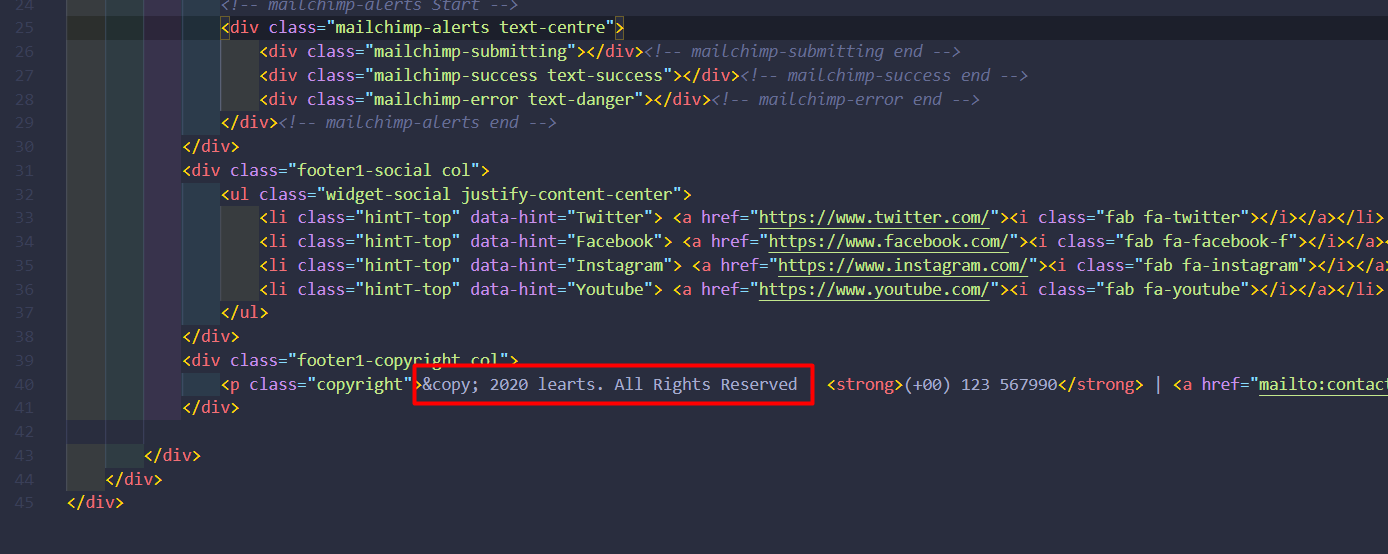 24 <!-- mailchimp-alerts Start -->
25 <div class="mailchimp-alerts text-centre">
26 <div class="mailchimp-submitting"></div><!-- mailchimp-submitting end -->
27 <div class="mailchimp-success text-success"></div><!-- mailchimp-success end -->
28 <div class="mailchimp-error text-danger"></div><!-- mailchimp-error end -->
29 </div><!-- mailchimp-alerts end -->
30 </div>
31 <div class="footer1-social col">
32 <ul class="widget-social justify-content-center">
33 <li class="hintT-top" data-hint="Twitter"> <a href="https://www.twitter.com/"><i class="fab fa-twitter"></i></a></li>
34 <li class="hintT-top" data-hint="Facebook"> <a href="https://www.facebook.com/"><i class="fab fa-facebook-f"></i></a>
35 <li class="hintT-top" data-hint="Instagram"> <a href="https://www.instagram.com/"><i class="fab fa-instagram"></i></a
36 <li class="hintT-top" data-hint="Youtube"> <a href="https://www.youtube.com/"><i class="fab fa-youtube"></i></a></li>
37 </ul>
38 </div>
39 <div class="footer1-copyright col">
40 <p class="copyright">&copy; 2020 learts. All Rights Reserved <strong>(+00) 123 567990</strong> | <a href="mailto:contact
41 </div>
42
43 </div>
44 </div>
45 </div>